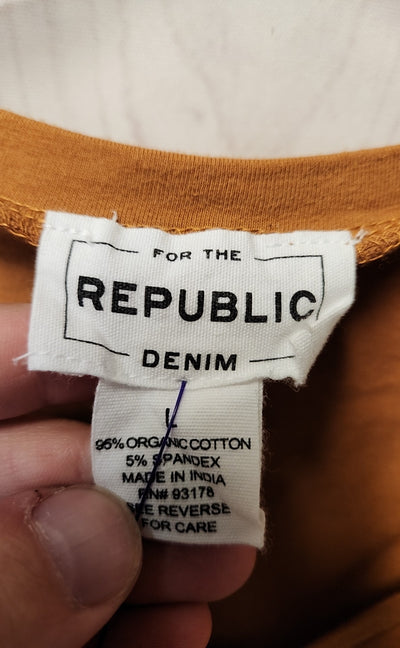 FOR THE
REPUBLIC
DENIM
L
95% ORGANIC COTTON
5% SPANDEX
MADE IN INDIA
RN# 93178
SEE REVERSE
FOR CARE